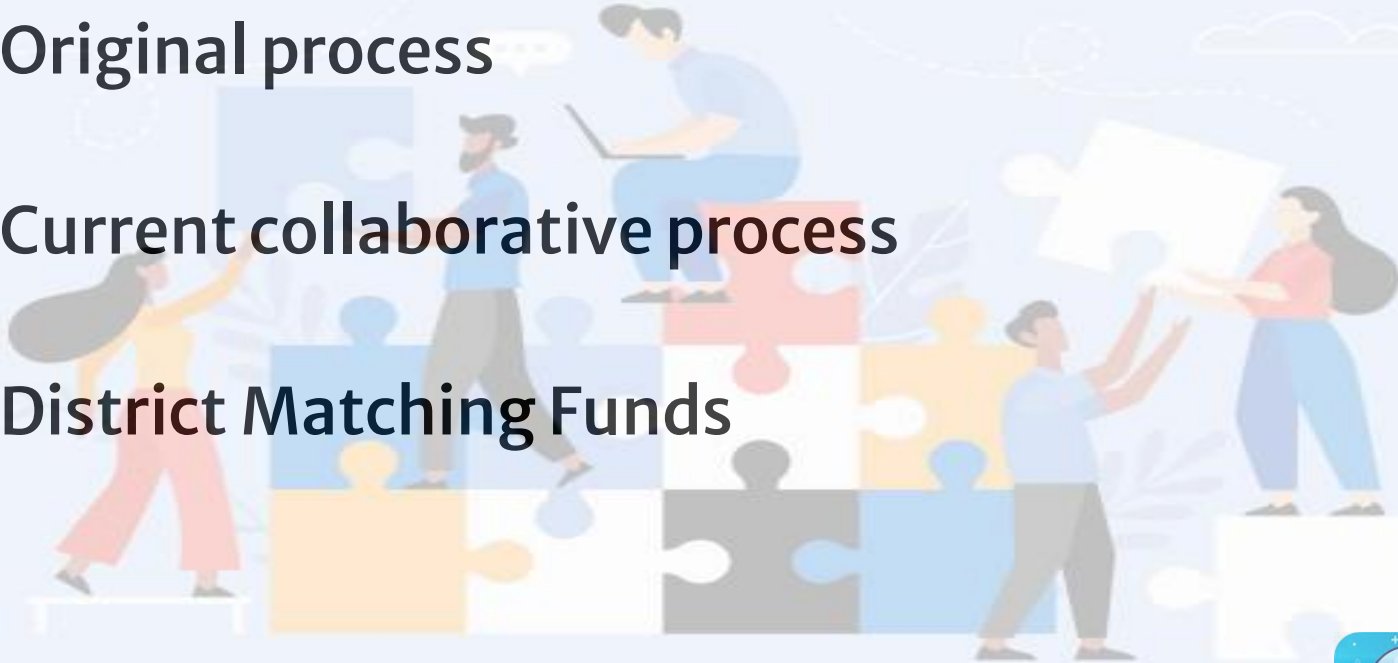 Original process
Current collaborative process
District Matching Funds